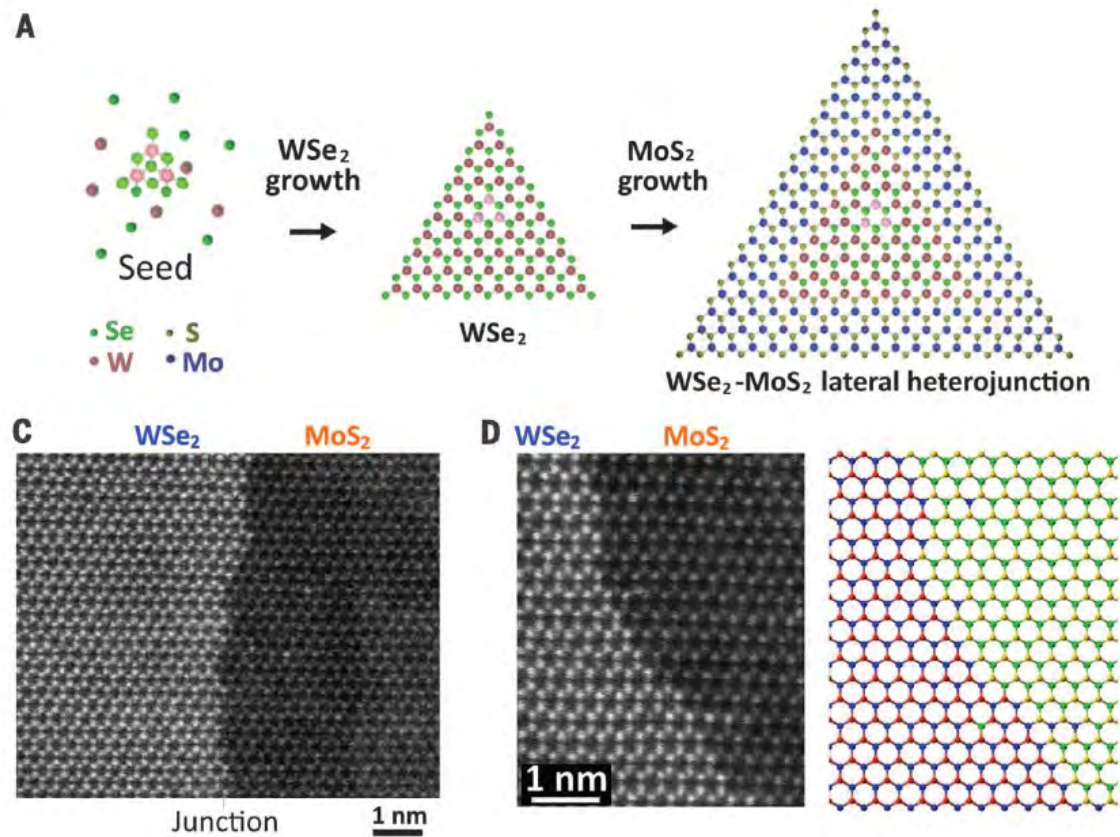 A
WSe₂
growth
MoS₂
growth
Seed
Se
S
W
Mo
WSe₂
WSe₂-MoS₂ lateral heterojunction
C
WSe₂
MoS₂
D
WSe₂
MoS₂
Junction
1 nm
1 nm